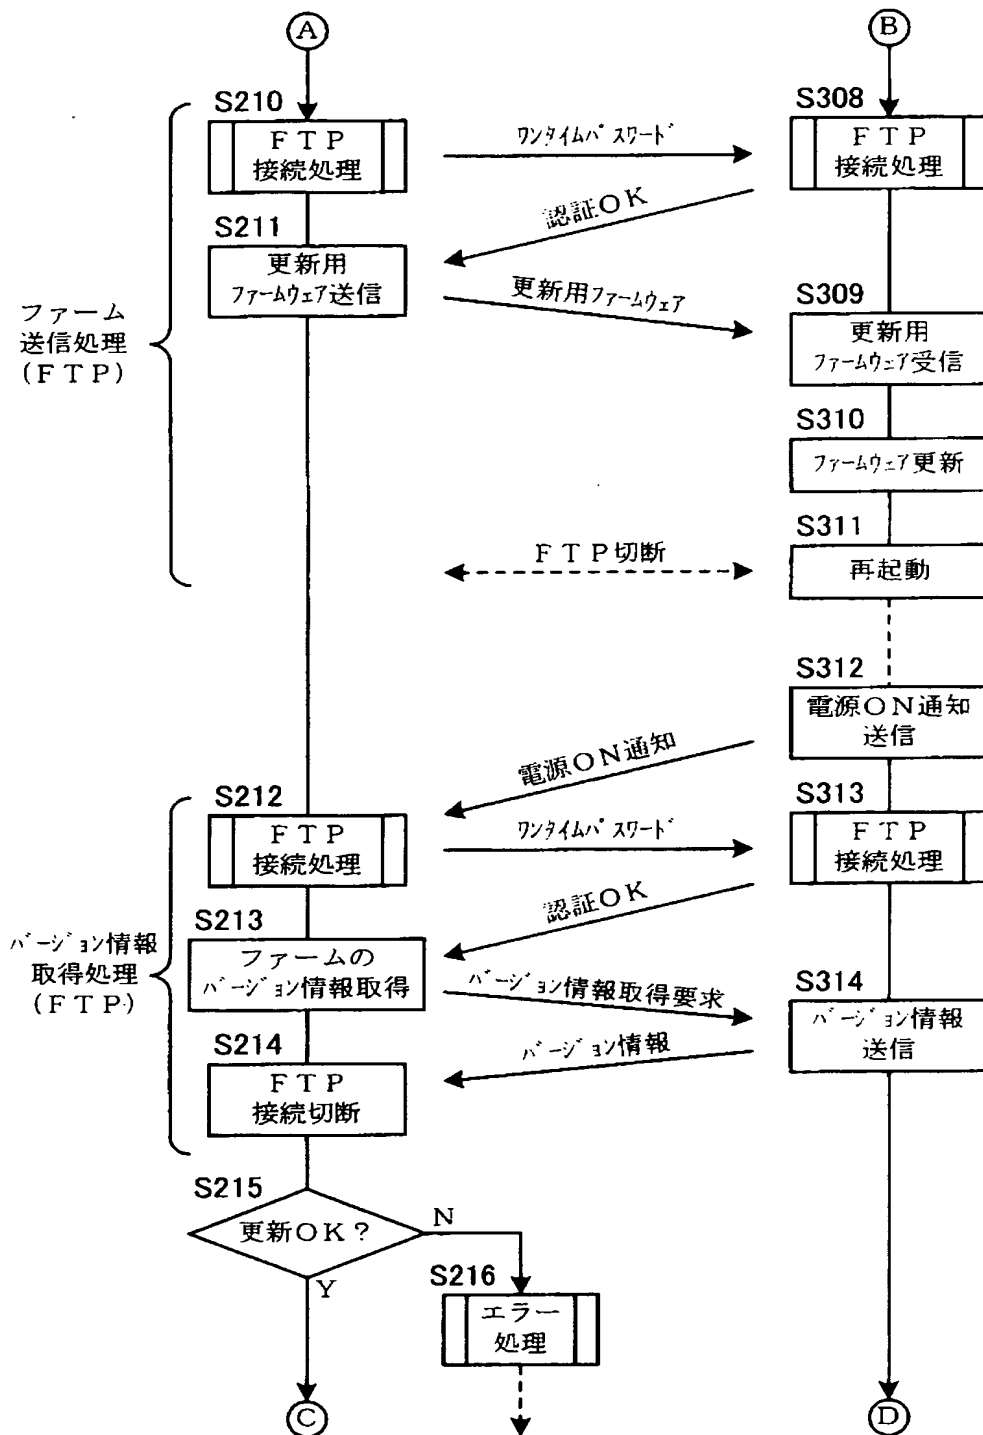 A
B
S210
FTP
接続処理
ワンタイムパスワード
S308
FTP
接続処理
認証OK
S211
更新用
ファームウェア送信
更新用ファームウェア
S309
更新用
ファームウェア受信
ファーム
送信処理
(FTP)
S310
ファームウェア更新
S311
再起動
FTP切断
S312
電源ON通知
送信
電源ON通知
S212
FTP
接続処理
ワンタイムパスワード
S313
FTP
接続処理
認証OK
S213
ファームの
バージョン情報取得
バージョン情報取得要求
バージョン情報
取得処理
(FTP)
S314
バージョン情報
送信
バージョン情報
S214
FTP
接続切断
S215
更新OK?
N
Y
S216
エラー
処理
C
D